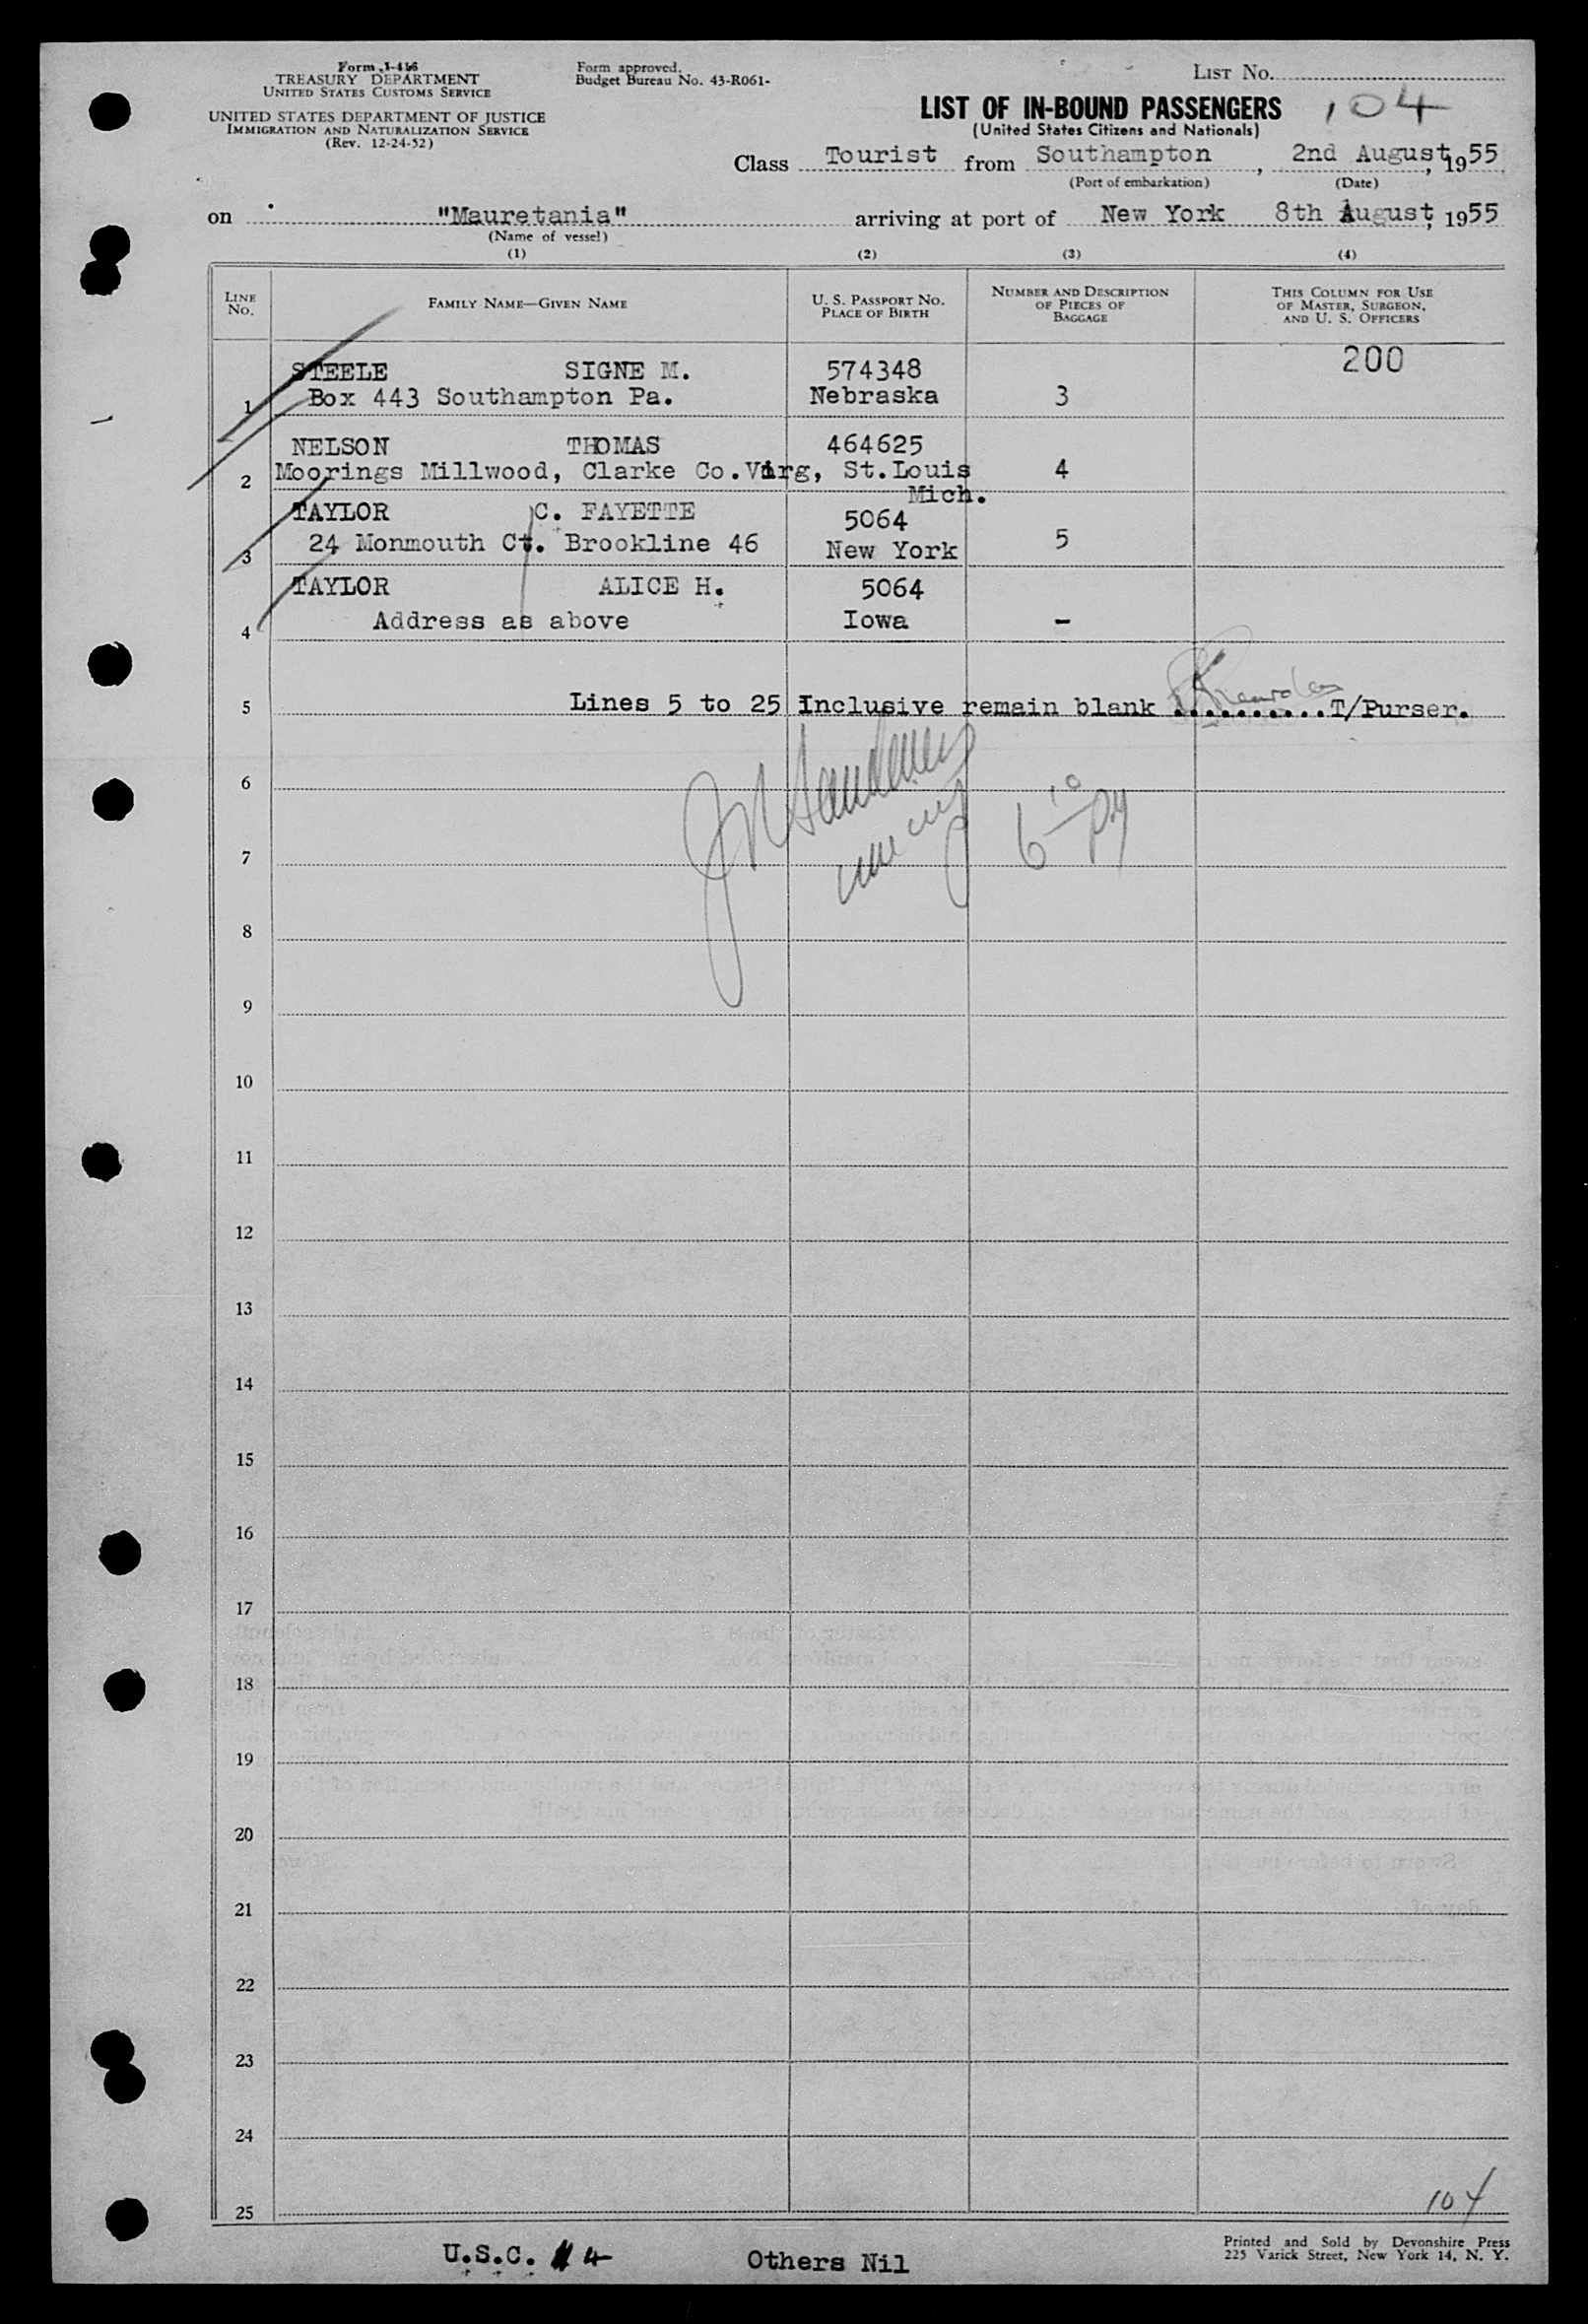 Form I-416
TREASURY DEPARTMENT
UNITED STATES CUSTOMS SERVICE
UNITED STATES DEPARTMENT OF JUSTICE
IMMIGRATION AND NATURALIZATION SERVICE
(Rev. 12-24-52)
Form approved.
Budget Bureau No. 43-R061-
LIST No.
LIST OF IN-BOUND PASSENGERS 104
(United States Citizens and Nationals)
Class Tourist from Southampton, 2nd August, 1955
(Port of embarkation) (Date)
on "Mauretania" arriving at port of New York 8th August, 1955
(Name of vessel)
(1) (2) (3) (4)
LINE No. FAMILY NAME—GIVEN NAME U. S. PASSPORT No. PLACE OF BIRTH NUMBER AND DESCRIPTION OF PIECES OF BAGGAGE THIS COLUMN FOR USE OF MASTER, SURGEON, AND U. S. OFFICERS
200
STEELE SIGNE M. 574348
1 Box 443 Southampton Pa. Nebraska 3
NELSON THOMAS 464625
2 Moorings Millwood, Clarke Co.Virg, St.Louis 4
Mich.
TAYLOR C. FAYETTE 5064
3 24 Monmouth Ct. Brookline 46 New York 5
TAYLOR ALICE H. 5064
4 Address as above Iowa -
5 Lines 5 to 25 Inclusive remain blank ..........T/Purser.
6
7
8
9
10
11
12
13
14
15
16
17
18
19
20
21
22
23
24
25
104
U.S.C. 4 Others Nil
Printed and Sold by Devonshire Press
225 Varick Street, New York 14, N. Y.